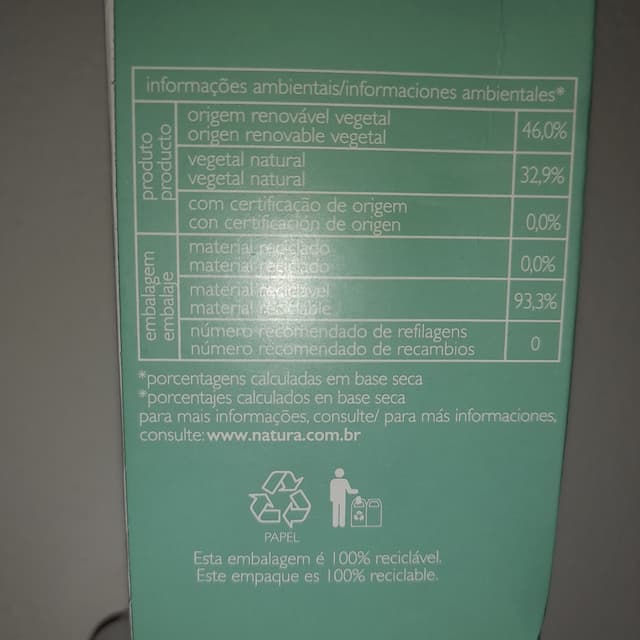 informações ambientais/informaciones ambientales*
produto
producto
origem renovável vegetal
origen renovable vegetal
46,0%
vegetal natural
vegetal natural
32,9%
com certificação de origem
con certificación de origen
0,0%
embalagem
embalaje
material reciclado
material reciclado
0,0%
material reciclável
material reciclable
93,3%
número recomendado de refilagens
número recomendado de recambios
0
*porcentagens calculadas em base seca
*porcentajes calculados en base seca
para mais informações, consulte/ para más informaciones,
consulte: www.natura.com.br
PAPEL
Esta embalagem é 100% reciclável.
Este empaque es 100% reciclable.